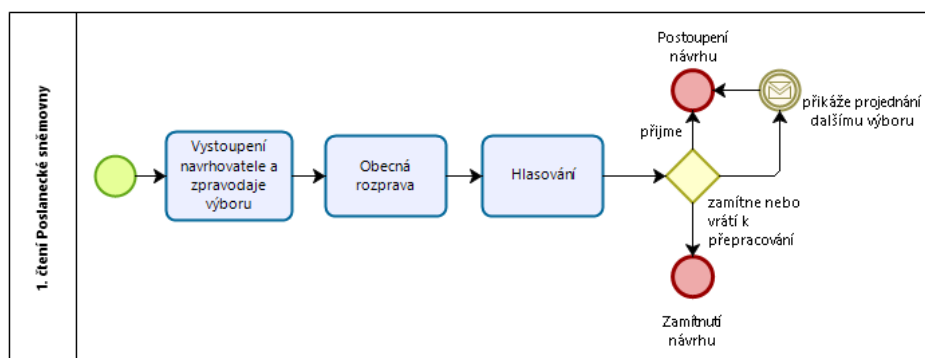 1. čtení Poslanecké sněmovny
Vystoupení
navrhovatele a
zpravodaje
výboru
Obecná
rozprava
Hlasování
Postoupení
návrhu
přijme
přikáže projednání
dalšímu výboru
zamítne nebo
vrátí k
přepracování
Zamítnutí
návrhu